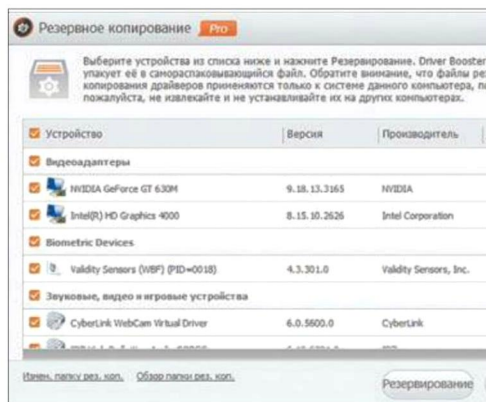 Резервное копирование Pro
Выберите устройства из списка ниже и нажмите Резервирование. Driver Booster
упакует её в самораспаковывающийся файл. Обратите внимание, что файлы ре
копирования драйверов применяются только к системе данного компьютера, п
пожалуйста, не извлекайте и не устанавливайте их на других компьютерах.
Устройство Версия Производитель
Видеоадаптеры
NVIDIA GeForce GT 630M 9.18.13.3165 NVIDIA
Intel(R) HD Graphics 4000 8.15.10.2626 Intel Corporation
Biometric Devices
Validity Sensors (WBF) (PID=0018) 4.3.301.0 Validity Sensors, Inc.
Звуковые, видео и игровые устройства
CyberLink WebCam Virtual Driver 6.0.5600.0 CyberLink
Измен. папку рез. коп. Обзор папки рез. коп. Резервирование